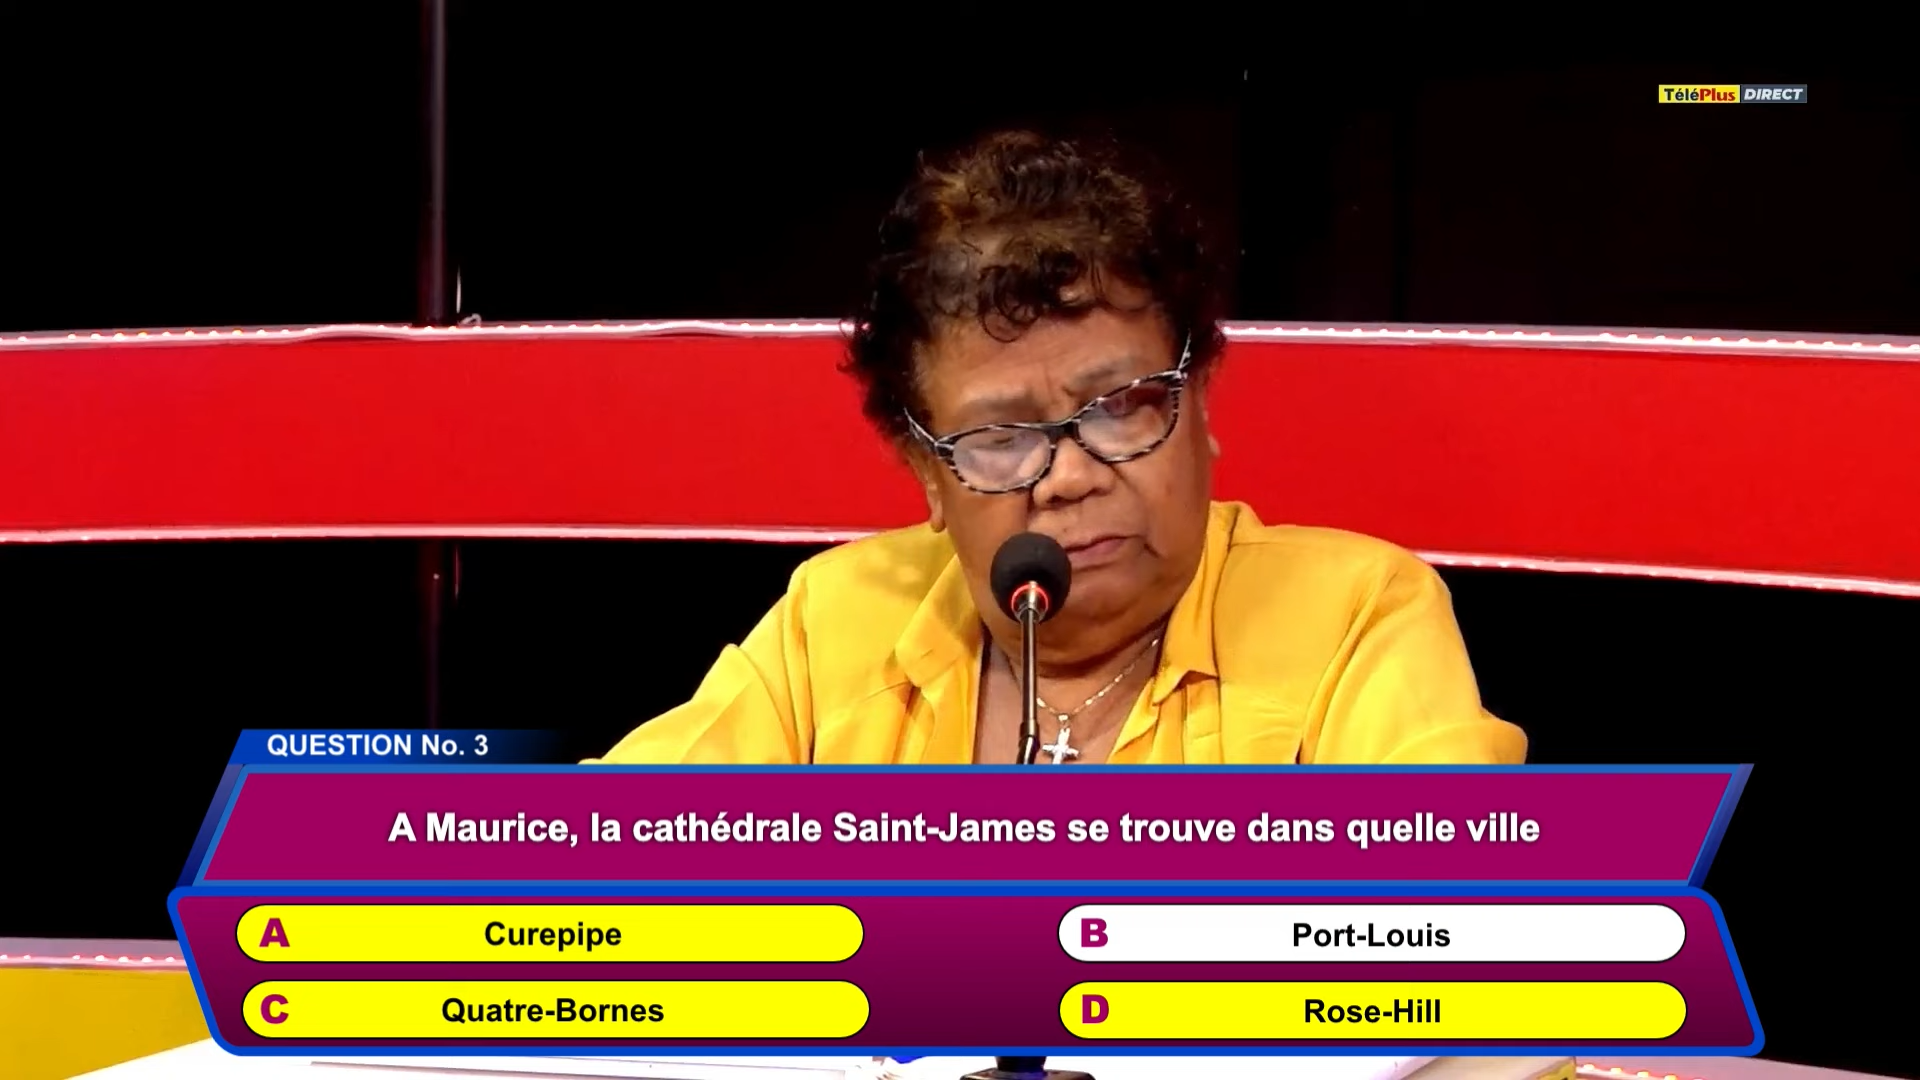 TéléPlus DIRECT
QUESTION No. 3
A Maurice, la cathédrale Saint-James se trouve dans quelle ville
A Curepipe
B Port-Louis
C Quatre-Bornes
D Rose-Hill